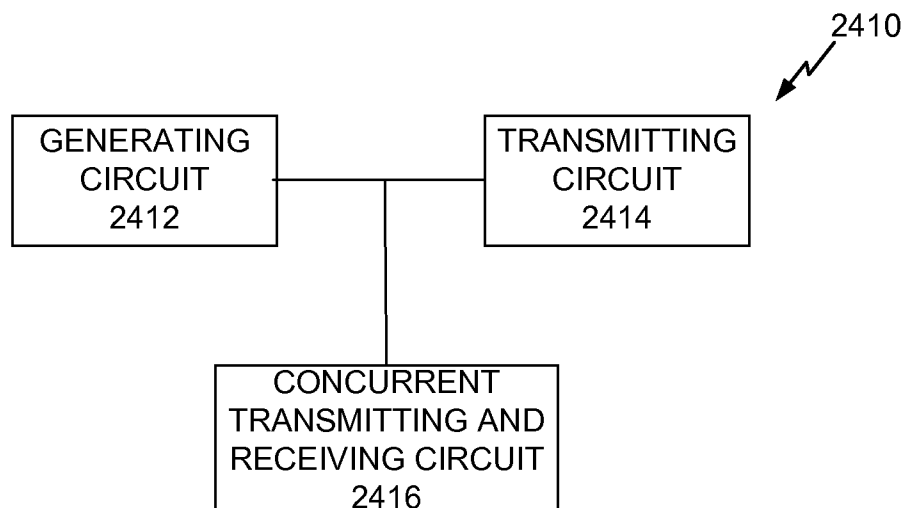 2410
GENERATING
CIRCUIT
2412
TRANSMITTING
CIRCUIT
2414
CONCURRENT
TRANSMITTING AND
RECEIVING CIRCUIT
2416